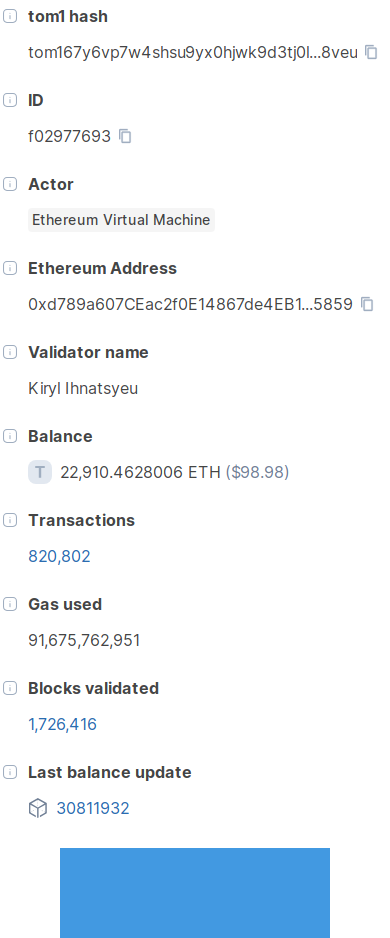 tom1 hash
tom167y6vp7w4shsu9yx0hjwk9d3tj0l...8veu
ID
f02977693
Actor
Ethereum Virtual Machine
Ethereum Address
0xd789a607CEac2f0E14867de4EB1...5859
Validator name
Kiryl Ihnatsyeu
Balance
T 22,910.4628006 ETH ($98.98)
Transactions
820,802
Gas used
91,675,762,951
Blocks validated
1,726,416
Last balance update
30811932